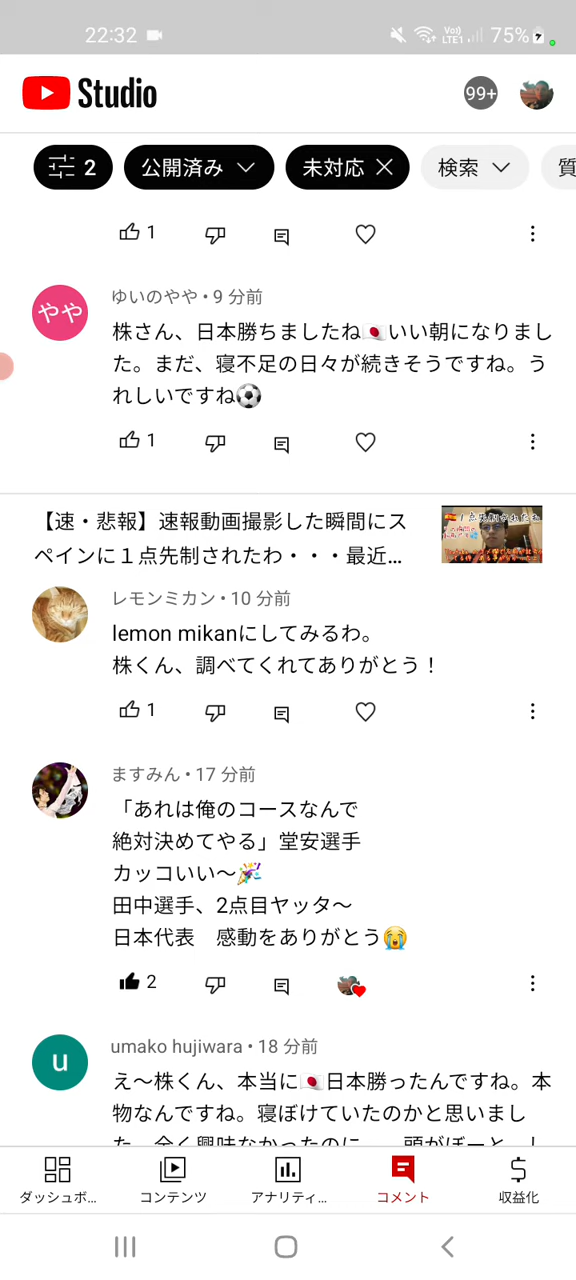 22:32
Vo) LTE1 75%
Studio
99+
2 公開済み 未対応 検索 質
1
やや
ゆいのやや • 9 分前
株さん、日本勝ちましたね🇯🇵いい朝になりまし
た。まだ、寝不足の日々が続きそうですね。う
れしいですね⚽
1
【速・悲報】速報動画撮影した瞬間にス
ペインに１点先制されたわ・・・最近...
レモンミカン • 10 分前
lemon mikanにしてみるわ。
株くん、調べてくれてありがとう！
1
ますみん • 17 分前
「あれは俺のコースなんで
絶対決めてやる」堂安選手
カッコいい〜🎉
田中選手、2点目ヤッタ〜
日本代表　感動をありがとう😭
2
u
umako hujiwara • 18 分前
え〜株くん、本当に🇯🇵日本勝ったんですね。本
物なんですね。寝ぼけていたのかと思いまし
ダッシュボ... コンテンツ アナリティ... コメント 収益化